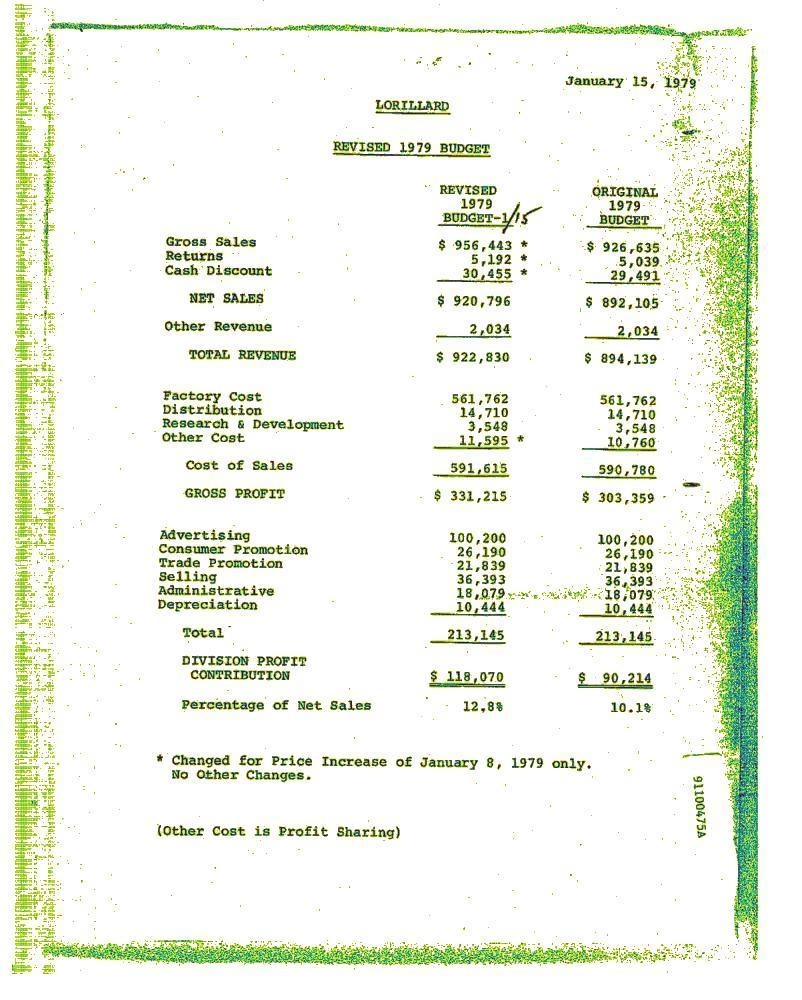 January 15, 1979
LORILLARD
REVISED 1979 BUDGET
REVISED ORIGINAL
1979 1979
BUDGET-1/15 BUDGET
Gross Sales $ 956,443 * $ 926,635
Returns 5,192 * 5,039
Cash Discount 30,455 * 29,491
NET SALES $ 920,796 $ 892,105
Other Revenue 2,034 2,034
TOTAL REVENUE $ 922,830 $ 894,139
Factory Cost 561,762 561,762
Distribution 14,710 14,710
Research & Development 3,548 3,548
Other Cost 11,595 * 10,760
Cost of Sales 591,615 590,780
GROSS PROFIT $ 331,215 $ 303,359
Advertising 100,200 100,200
Consumer Promotion 26,190 26,190
Trade Promotion 21,839 21,839
Selling 36,393 36,393
Administrative 18,079 18,079
Depreciation 10,444 10,444
Total 213,145 213,145
DIVISION PROFIT
CONTRIBUTION $ 118,070 $ 90,214
Percentage of Net Sales 12.8% 10.1%
* Changed for Price Increase of January 8, 1979 only.
No Other Changes.
(Other Cost is Profit Sharing)
91100475A